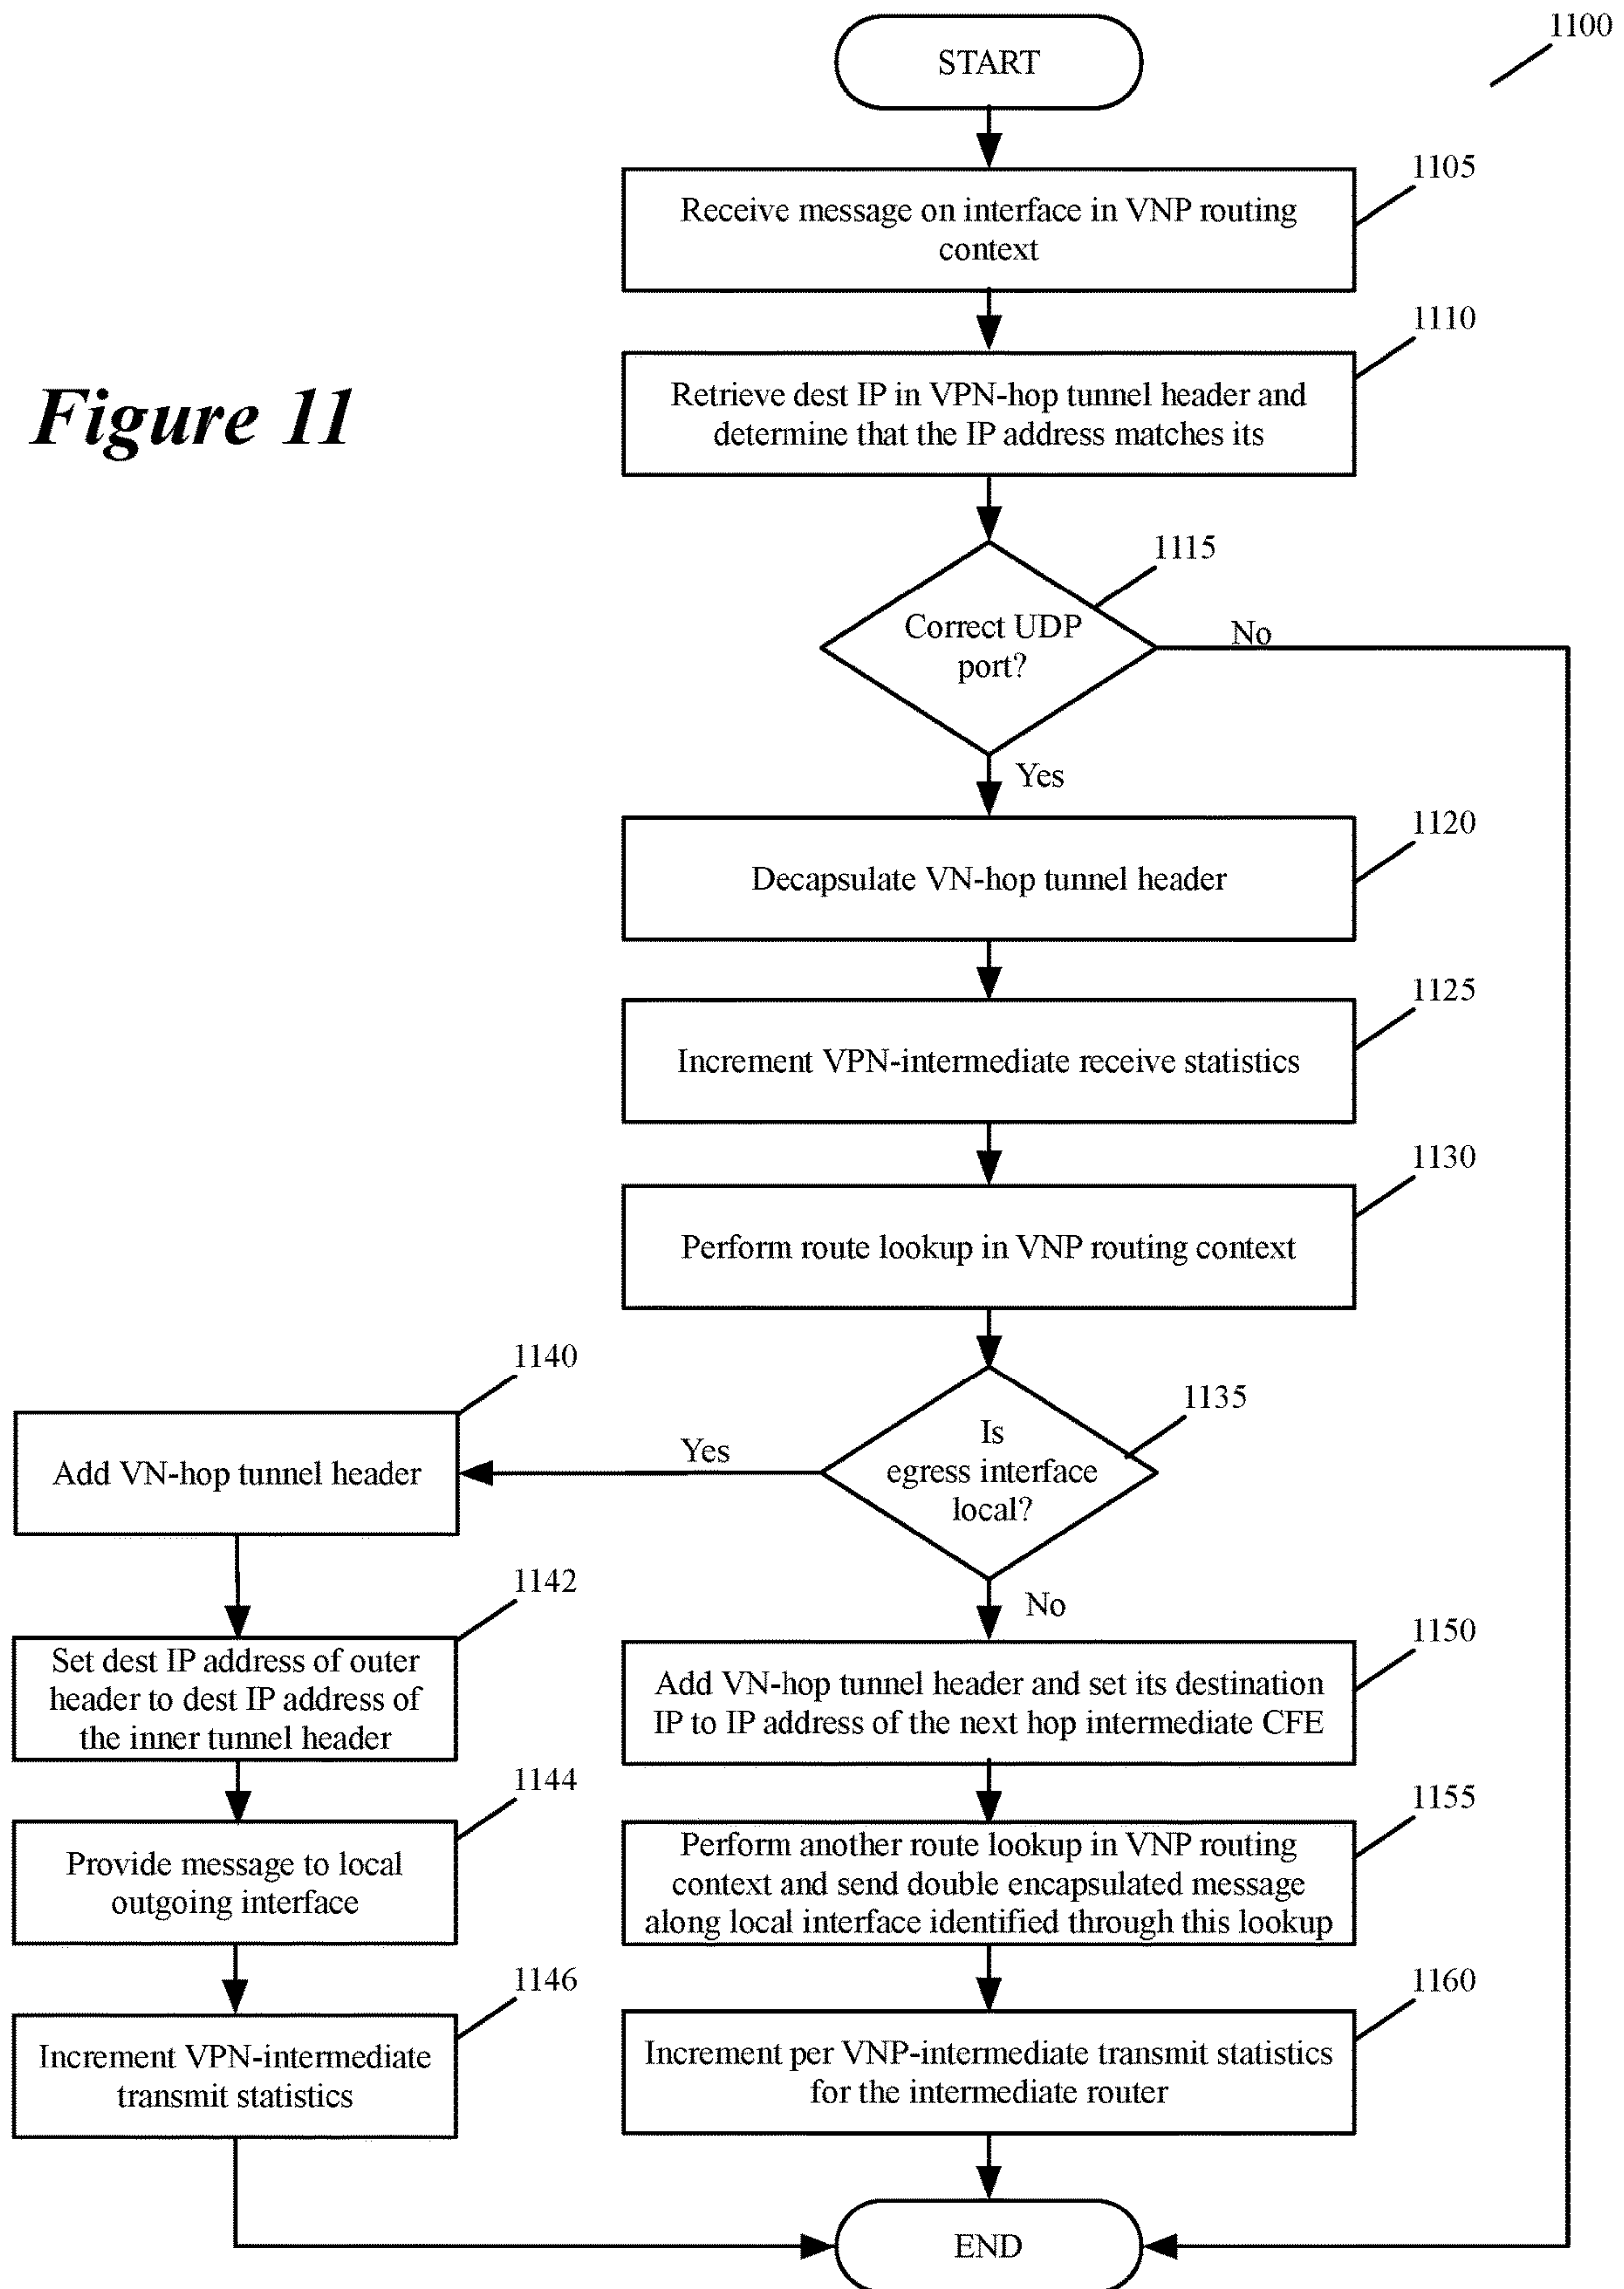 1100
START
1105
Receive message on interface in VNP routing
context
1110
Retrieve dest IP in VPN-hop tunnel header and
determine that the IP address matches its
Figure 11
1115
Correct UDP
port?
No
Yes
1120
Decapsulate VN-hop tunnel header
1125
Increment VPN-intermediate receive statistics
1130
Perform route lookup in VNP routing context
1135
Is
egress interface
local?
Yes
1140
Add VN-hop tunnel header
1142
Set dest IP address of outer
header to dest IP address of
the inner tunnel header
1144
Provide message to local
outgoing interface
1146
Increment VPN-intermediate
transmit statistics
No
1150
Add VN-hop tunnel header and set its destination
IP to IP address of the next hop intermediate CFE
1155
Perform another route lookup in VNP routing
context and send double encapsulated message
along local interface identified through this lookup
1160
Increment per VNP-intermediate transmit statistics
for the intermediate router
END